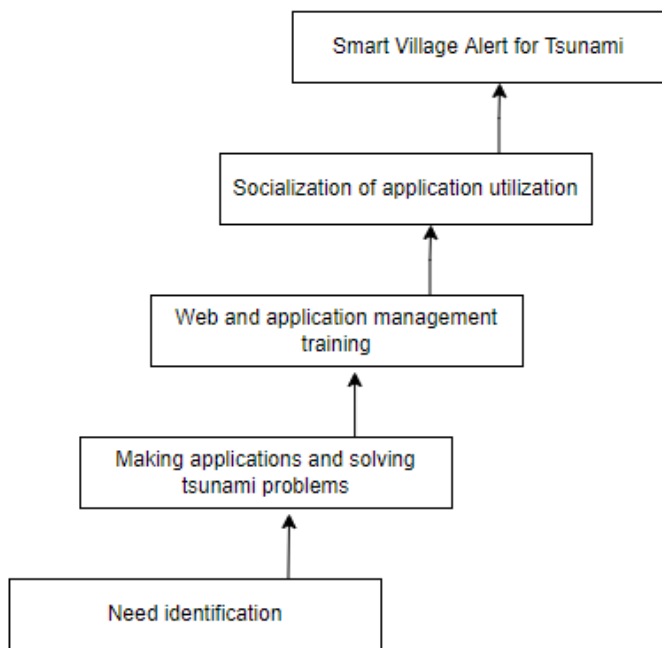 Smart Village Alert for Tsunami
Socialization of application utilization
Web and application management
training
Making applications and solving
tsunami problems
Need identification